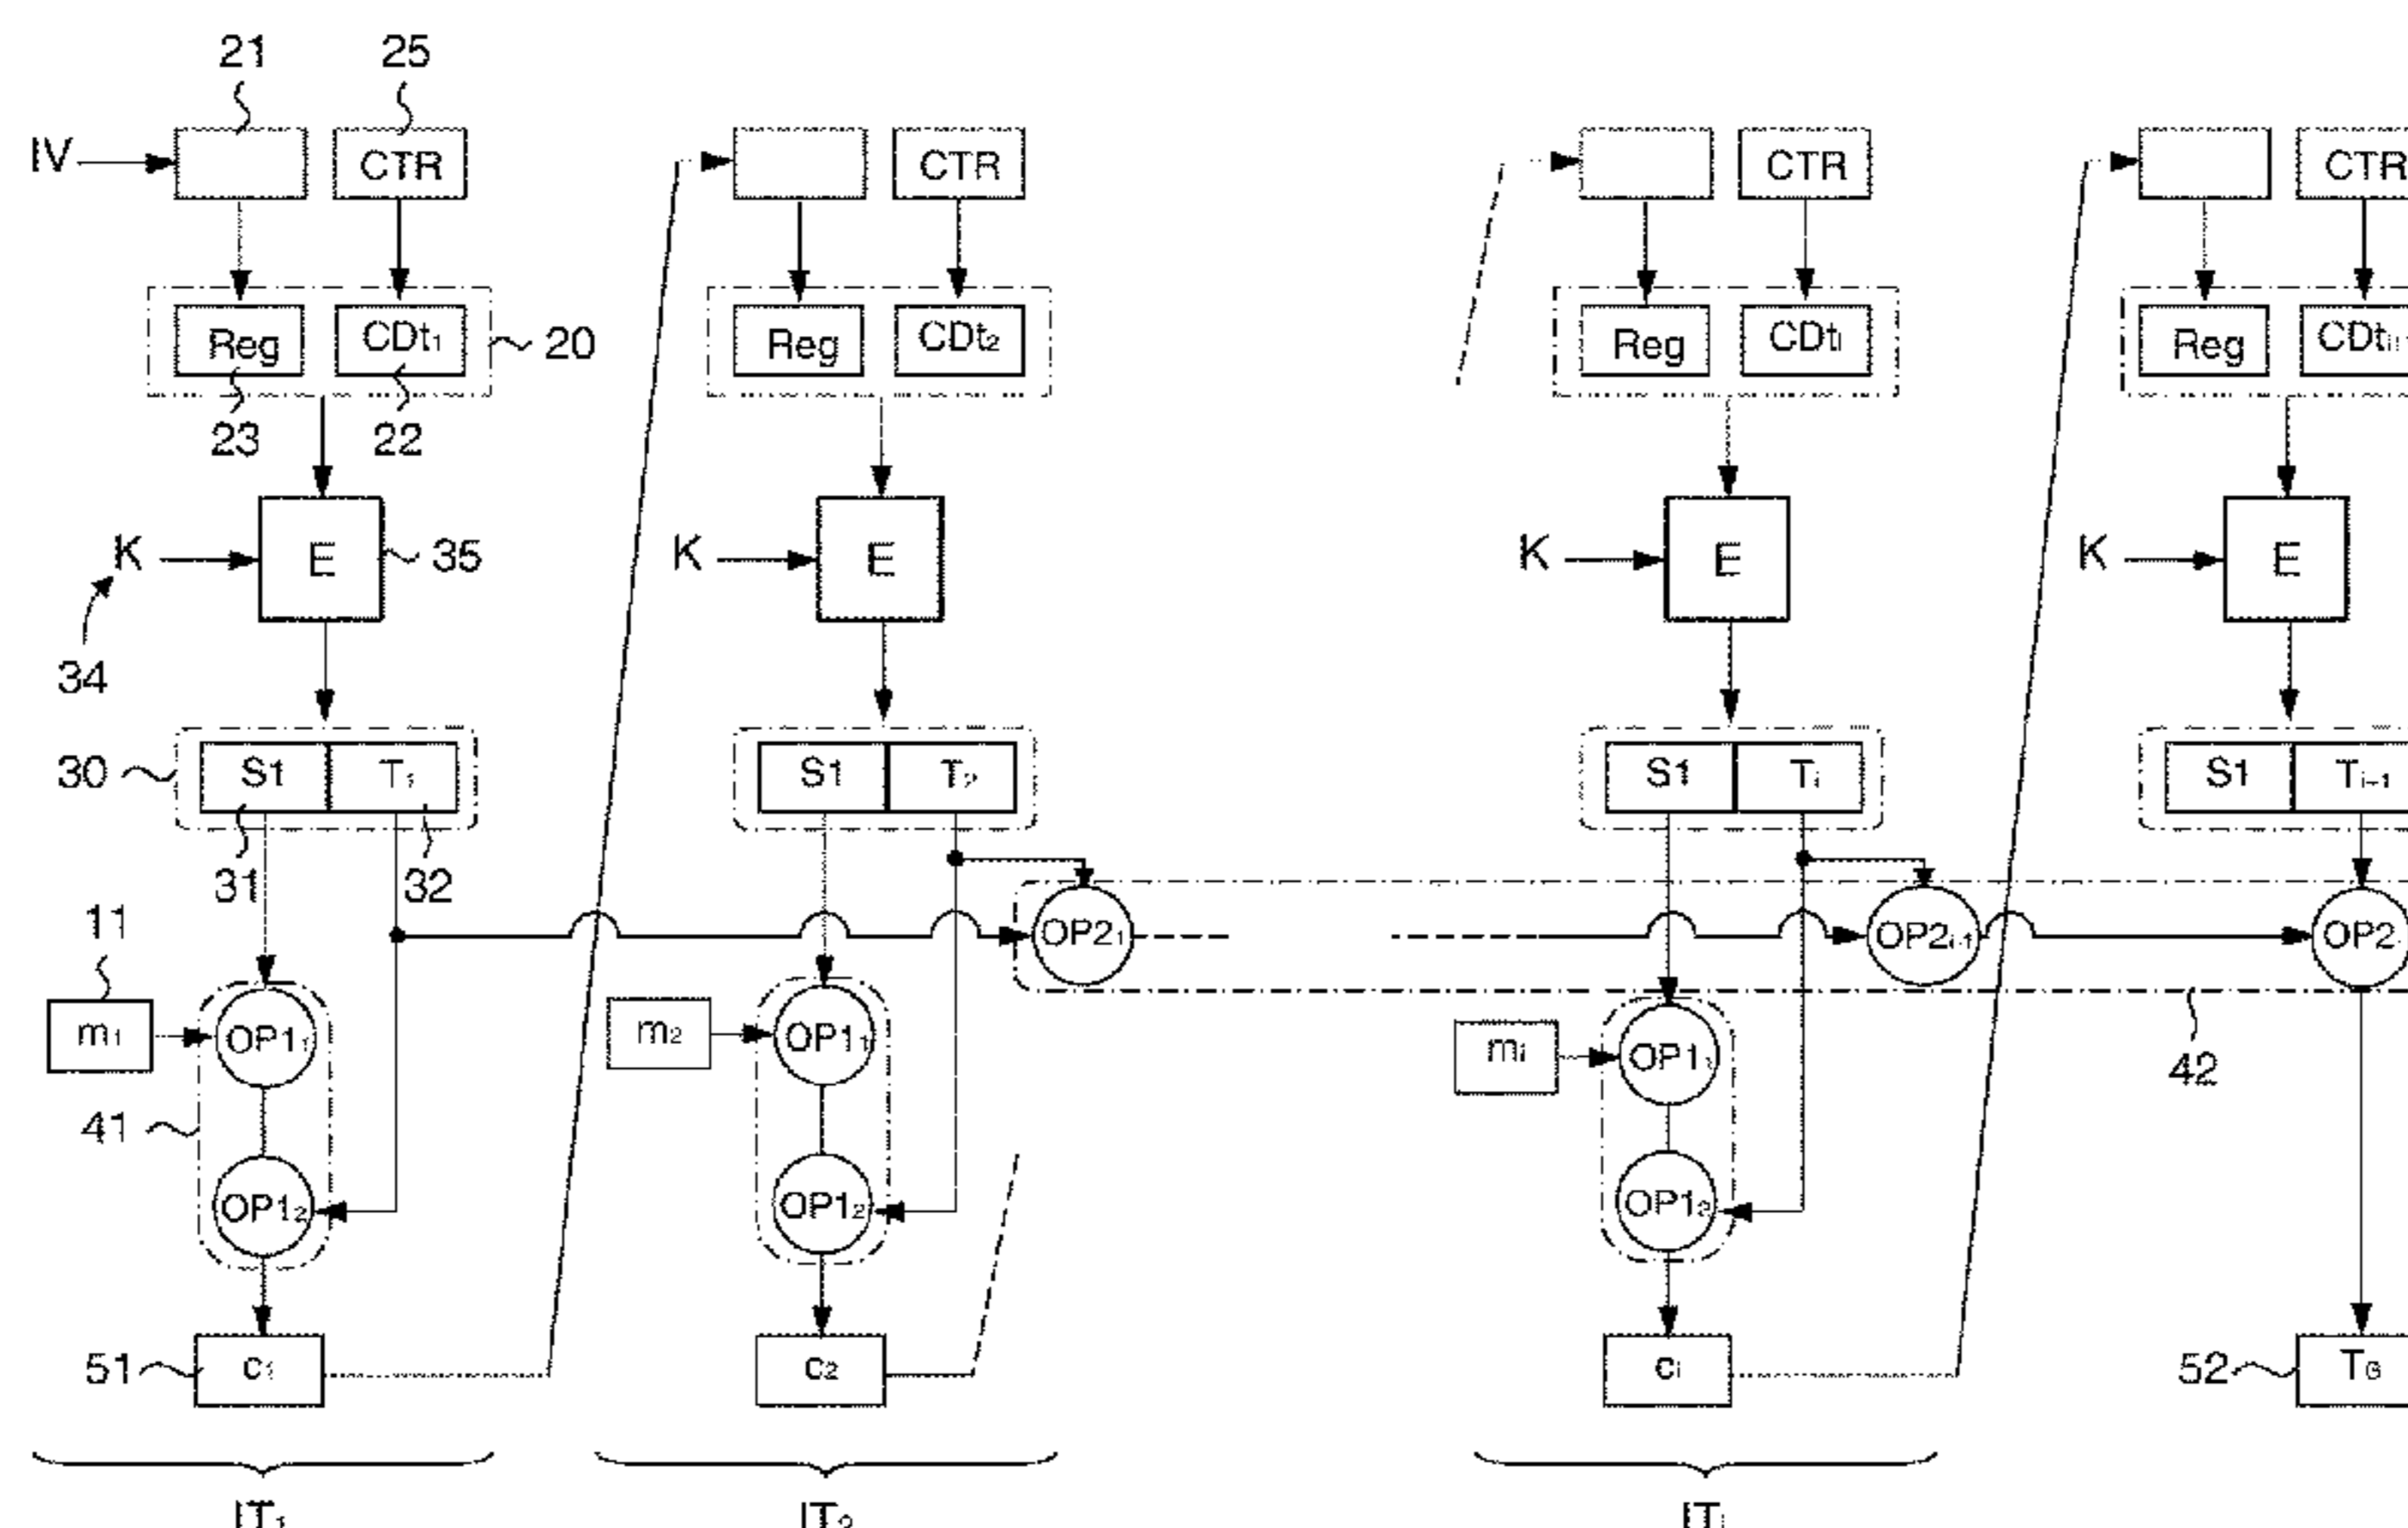 21 25
IV CTR CTR CTR CTR
Reg CDt₁ 20 Reg CDt₂ Reg CDtᵢ Reg
23 22
K E 35 K E K E K E
34
30 S1 T₁ S1 T₂ S1 Tᵢ S1 Tᵢ₊₁
31 32
11 OP2₁ OP2ᵢ₋₁ OP2
m₁ OP1₁ m₂ OP1₁ mᵢ OP1₁ 42
41
OP1₂ OP1₂ OP1₂
51 c₁ c₂ cᵢ 52 T_G
IT₁ IT₂ ITᵢ